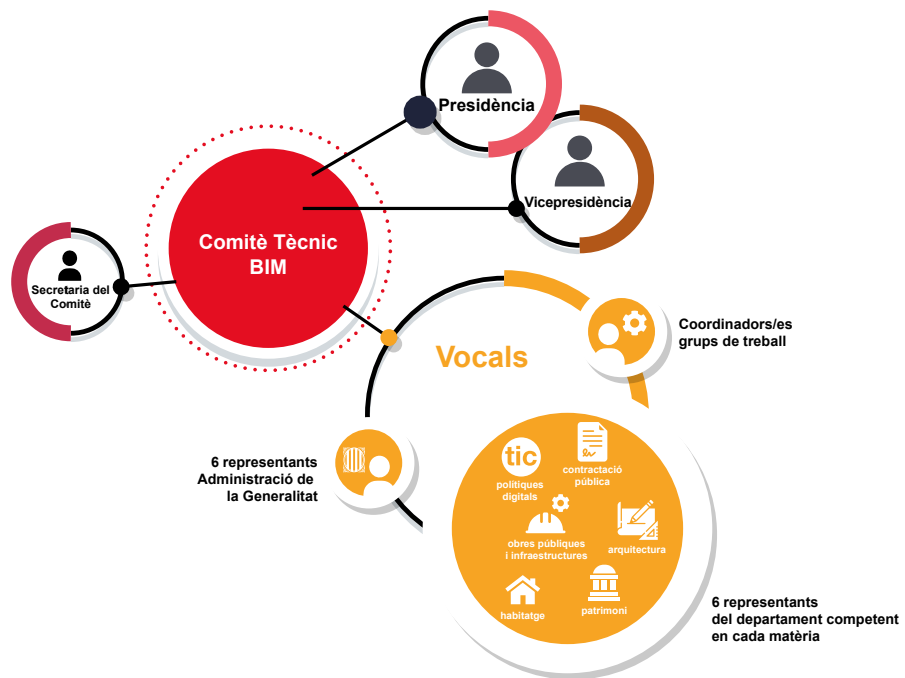 Presidència
Vicepresidència
Comitè Tècnic
BIM
Secretaria del
Comitè
Vocals
Coordinadors/es
grups de treball
6 representants
Administració de
la Generalitat
tic
polítiques
digitals
contractació
pública
obres públiques
i infraestructures
arquitectura
habitatge
patrimoni
6 representants
del departament competent
en cada matèria